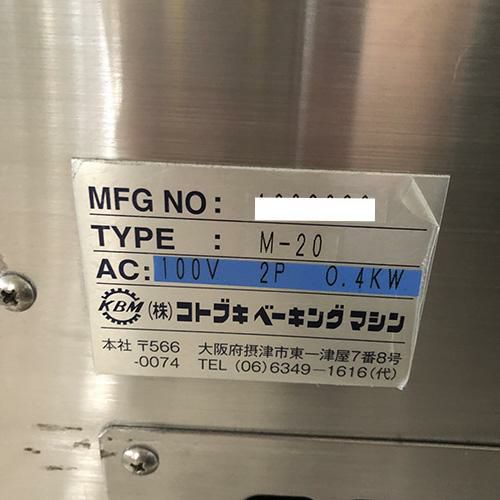 MFG NO :
TYPE : M-20
AC: 100V 2P 0.4KW
KBM (株) コトブキベーキングマシン
本社 〒566 大阪府摂津市東一津屋7番8号
-0074 TEL (06)6349-1616(代)